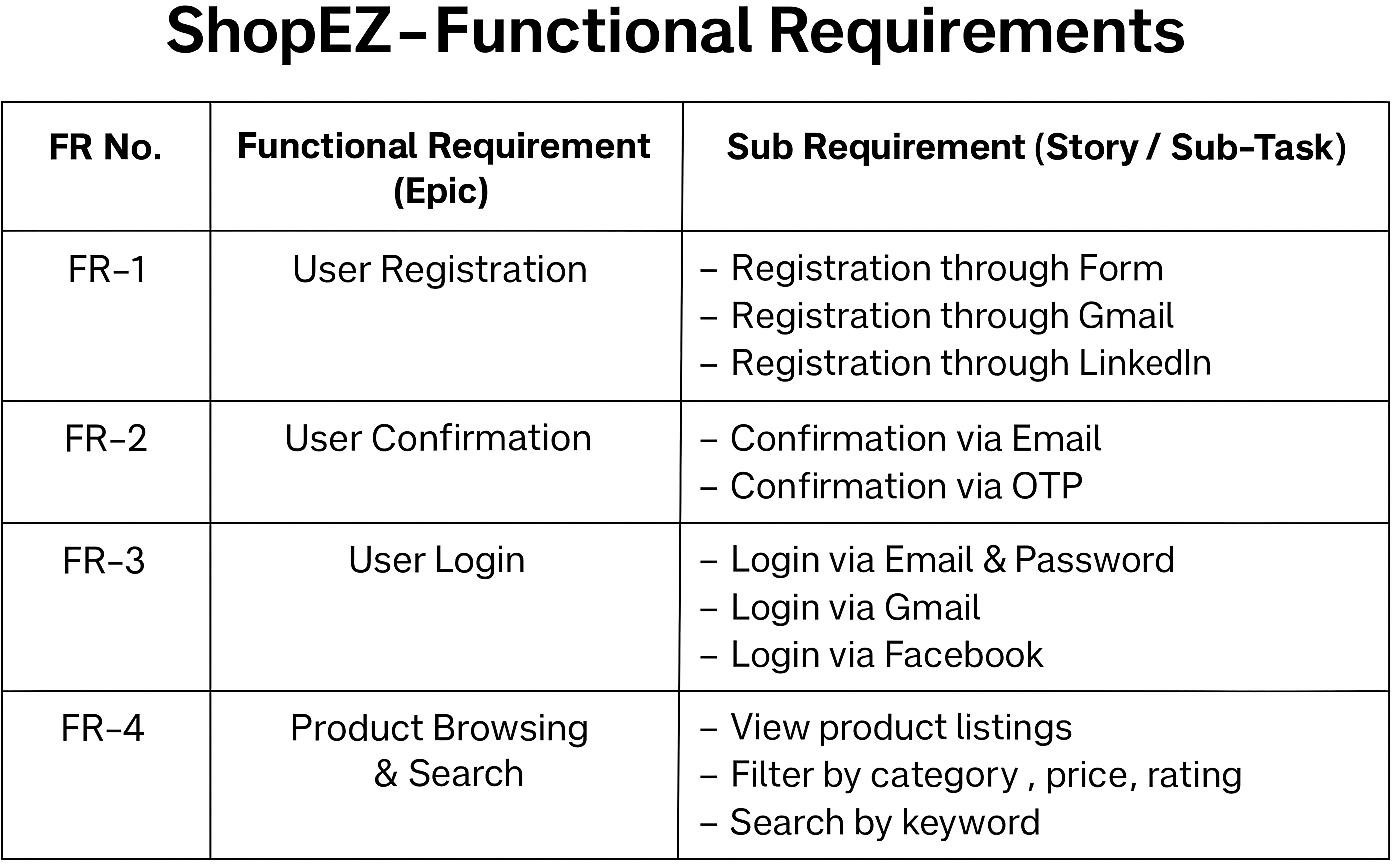 ShopEZ–Functional Requirements
FR No.
Functional Requirement
(Epic)
Sub Requirement (Story / Sub-Task)
FR–1
User Registration
– Registration through Form
– Registration through Gmail
– Registration through LinkedIn
FR–2
User Confirmation
– Confirmation via Email
– Confirmation via OTP
FR–3
User Login
– Login via Email & Password
– Login via Gmail
– Login via Facebook
FR–4
Product Browsing
& Search
– View product listings
– Filter by category , price, rating
– Search by keyword